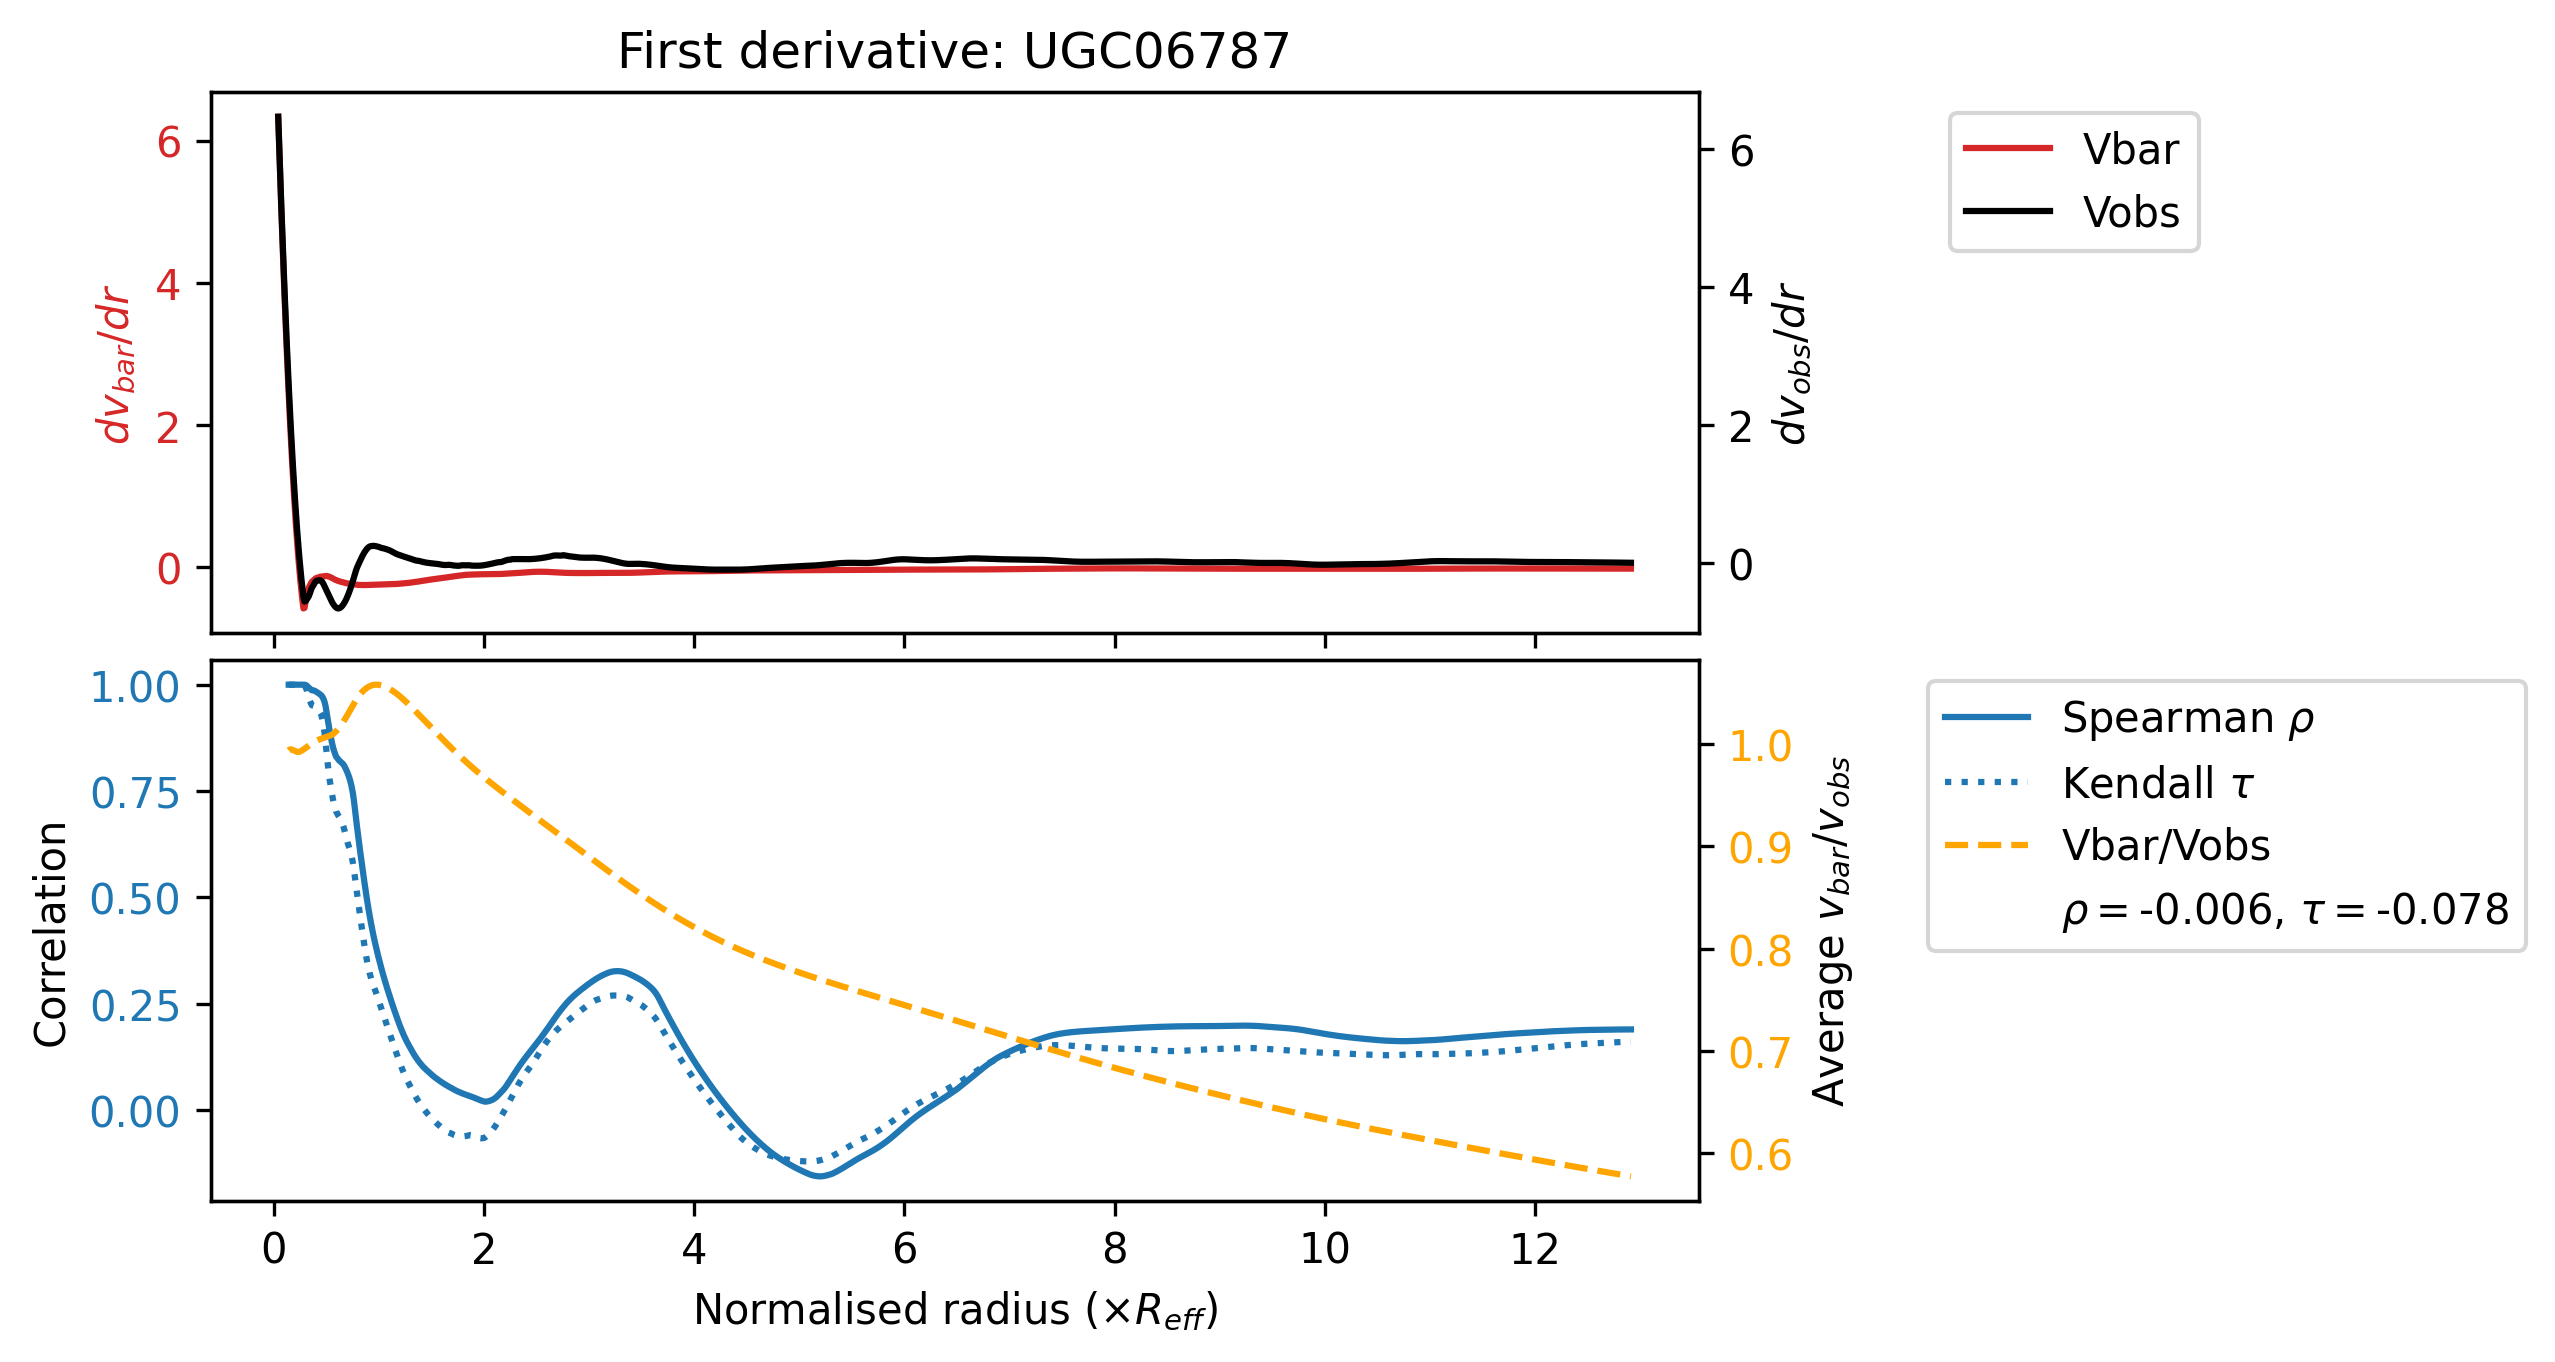 First derivative: UGC06787
6
4
2
0
dv_bar/dr
6
4
2
0
dv_obs/dr
Vbar
Vobs
1.00
0.75
0.50
0.25
0.00
Correlation
1.0
0.9
0.8
0.7
0.6
Average v_bar/v_obs
Spearman ρ
Kendall τ
Vbar/Vobs
ρ = -0.006, τ = -0.078
0 2 4 6 8 10 12
Normalised radius (×R_eff)